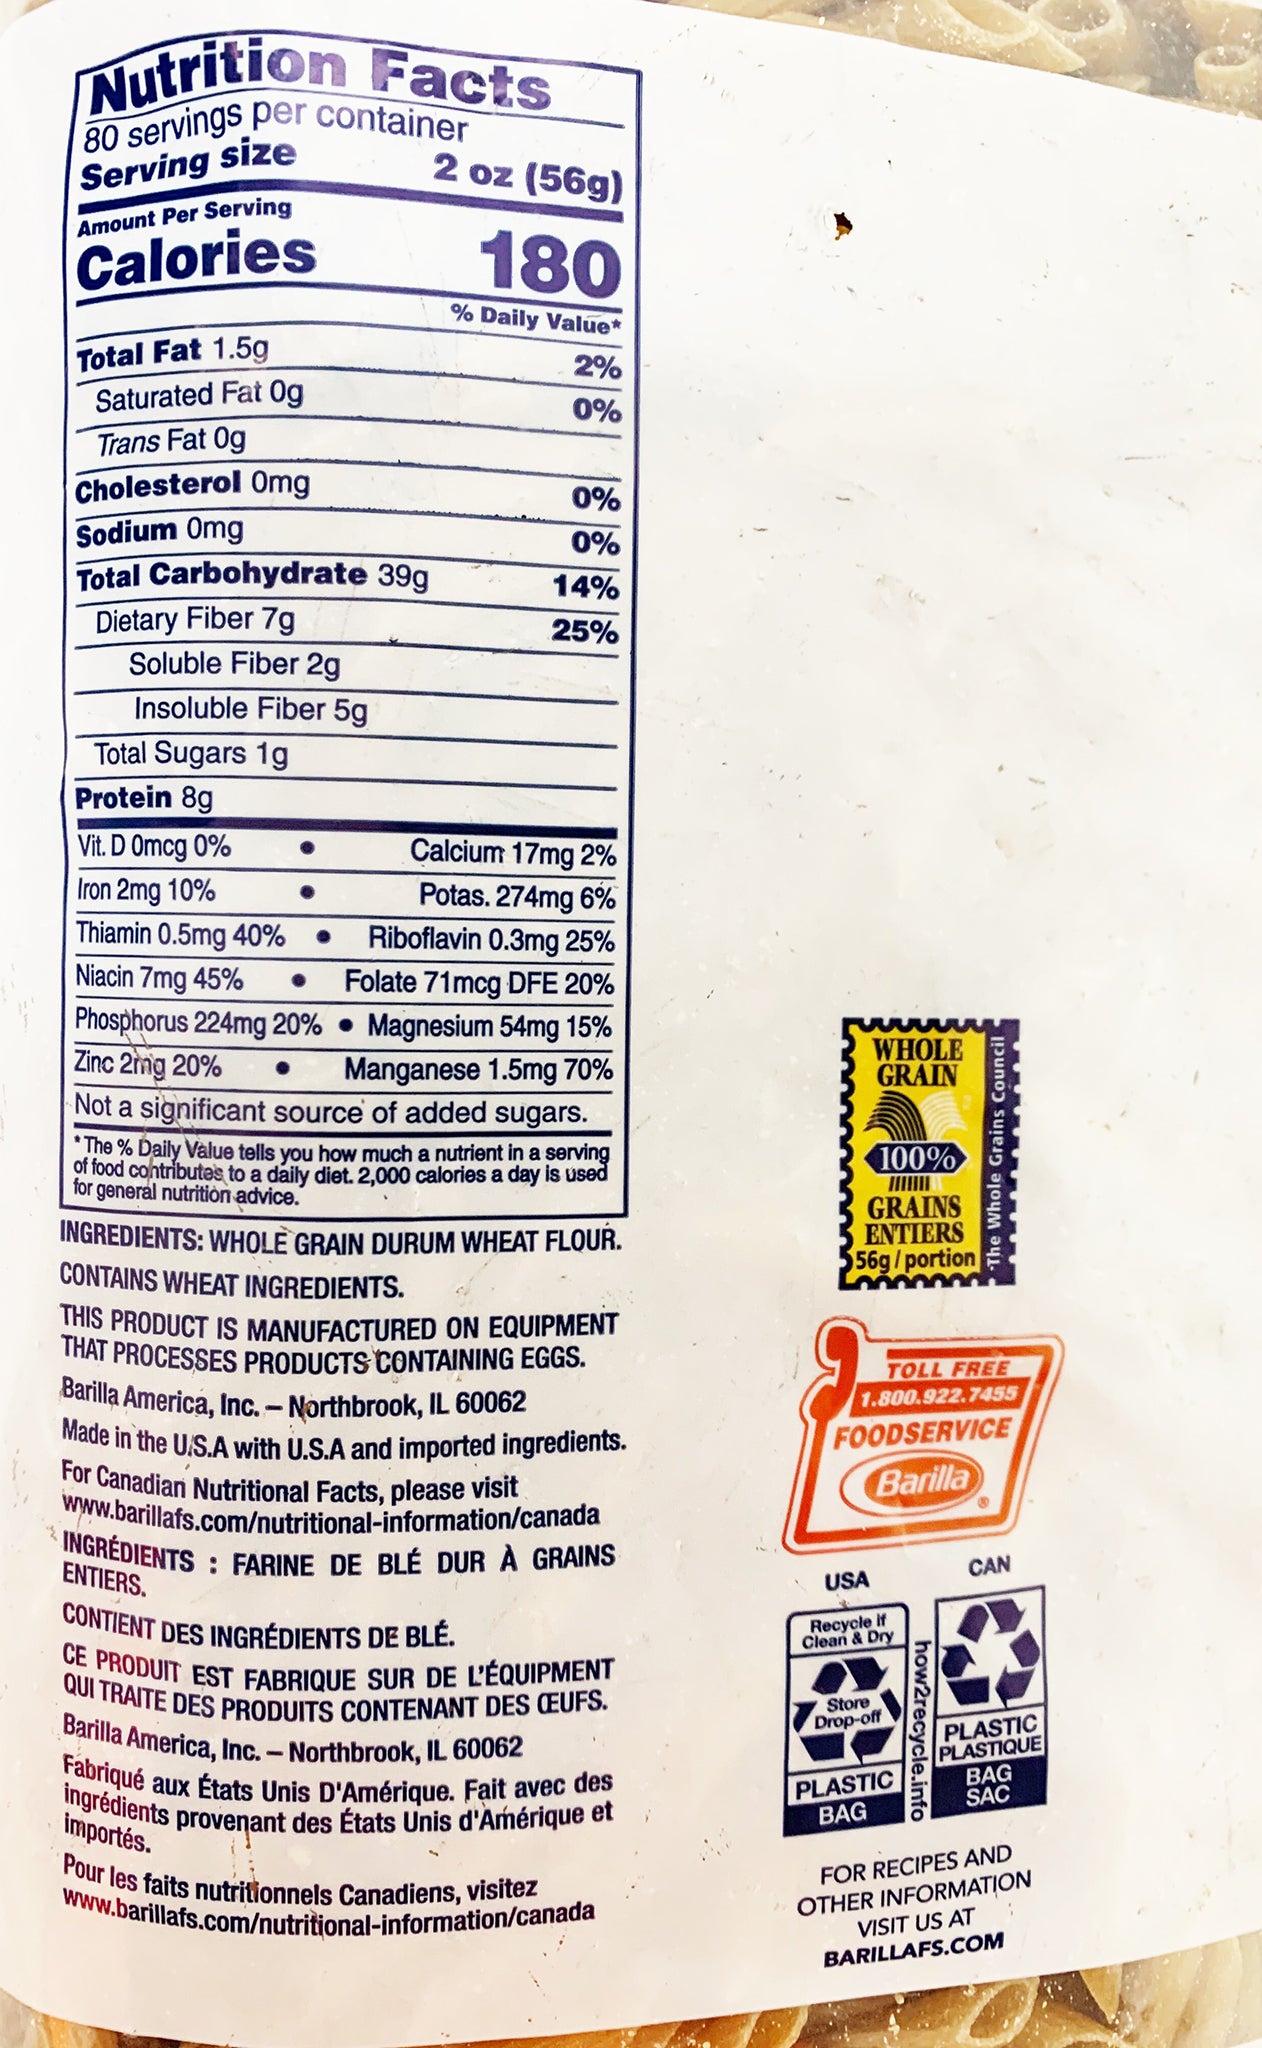 Nutrition Facts
80 servings per container
Serving size 2 oz (56g)
Amount Per Serving
Calories 180
% Daily Value*
Total Fat 1.5g 2%
Saturated Fat 0g 0%
Trans Fat 0g
Cholesterol 0mg 0%
Sodium 0mg 0%
Total Carbohydrate 39g 14%
Dietary Fiber 7g 25%
Soluble Fiber 2g
Insoluble Fiber 5g
Total Sugars 1g
Protein 8g
Vit. D 0mcg 0% • Calcium 17mg 2%
Iron 2mg 10% • Potas. 274mg 6%
Thiamin 0.5mg 40% • Riboflavin 0.3mg 25%
Niacin 7mg 45% • Folate 71mcg DFE 20%
Phosphorus 224mg 20% • Magnesium 54mg 15%
Zinc 2mg 20% • Manganese 1.5mg 70%
Not a significant source of added sugars.
*The % Daily Value tells you how much a nutrient in a serving
of food contributes to a daily diet. 2,000 calories a day is used
for general nutrition advice.
INGREDIENTS: WHOLE GRAIN DURUM WHEAT FLOUR.
CONTAINS WHEAT INGREDIENTS.
THIS PRODUCT IS MANUFACTURED ON EQUIPMENT
THAT PROCESSES PRODUCTS CONTAINING EGGS.
Barilla America, Inc. – Northbrook, IL 60062
Made in the U.S.A with U.S.A and imported ingredients.
For Canadian Nutritional Facts, please visit
www.barillafs.com/nutritional-information/canada
INGRÉDIENTS : FARINE DE BLÉ DUR À GRAINS
ENTIERS.
CONTIENT DES INGRÉDIENTS DE BLÉ.
CE PRODUIT EST FABRIQUE SUR DE L'ÉQUIPMENT
QUI TRAITE DES PRODUITS CONTENANT DES ŒUFS.
Barilla America, Inc. – Northbrook, IL 60062
Fabriqué aux États Unis D'Amérique. Fait avec des
ingrédients provenant des États Unis d'Amérique et
importés.
Pour les faits nutritionnels Canadiens, visitez
www.barillafs.com/nutritional-information/canada
WHOLE
GRAIN
100%
GRAINS
ENTIERS
56g / portion
The Whole Grains Council
TOLL FREE
1.800.922.7455
FOODSERVICE
Barilla ®
USA
Recycle if
Clean & Dry
Store
Drop-off
PLASTIC
BAG
how2recycle.info
CAN
PLASTIC
PLASTIQUE
BAG
SAC
FOR RECIPES AND
OTHER INFORMATION
VISIT US AT
BARILLAFS.COM